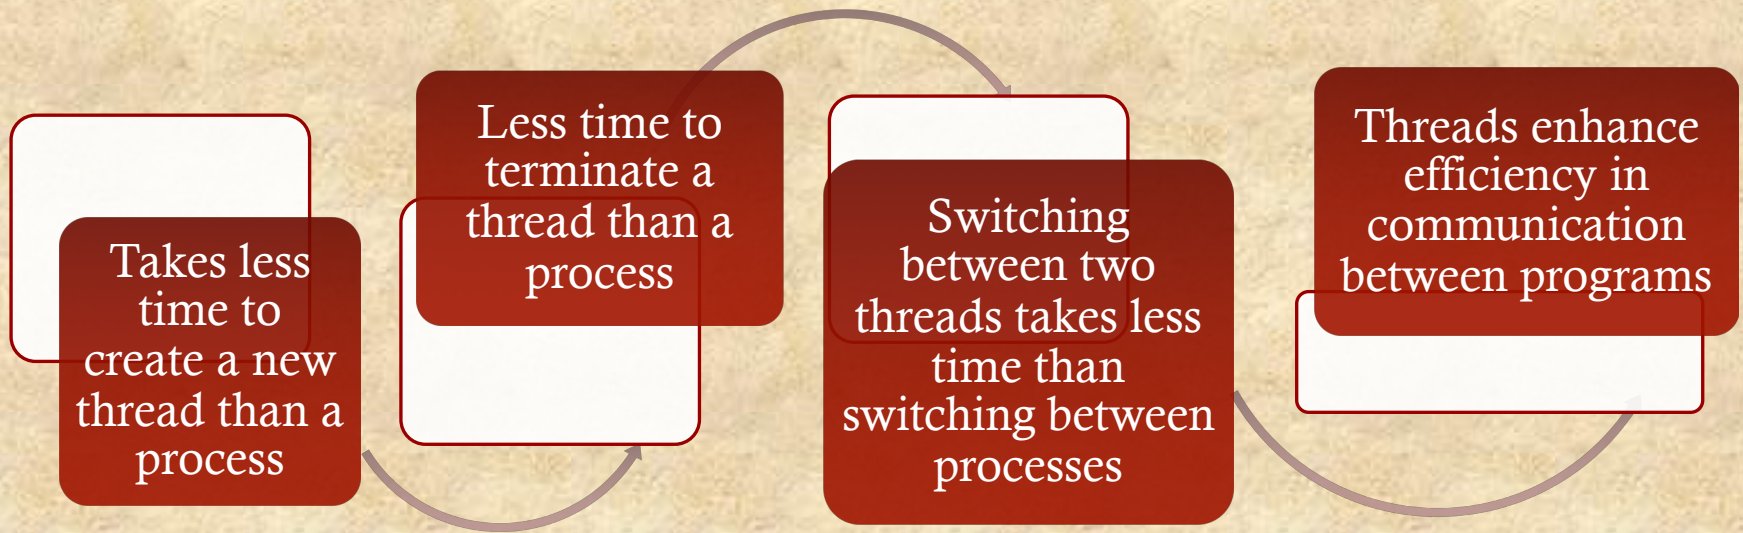 Takes less
time to
create a new
thread than a
process
Less time to
terminate a
thread than a
process
Switching
between two
threads takes less
time than
switching between
processes
Threads enhance
efficiency in
communication
between programs